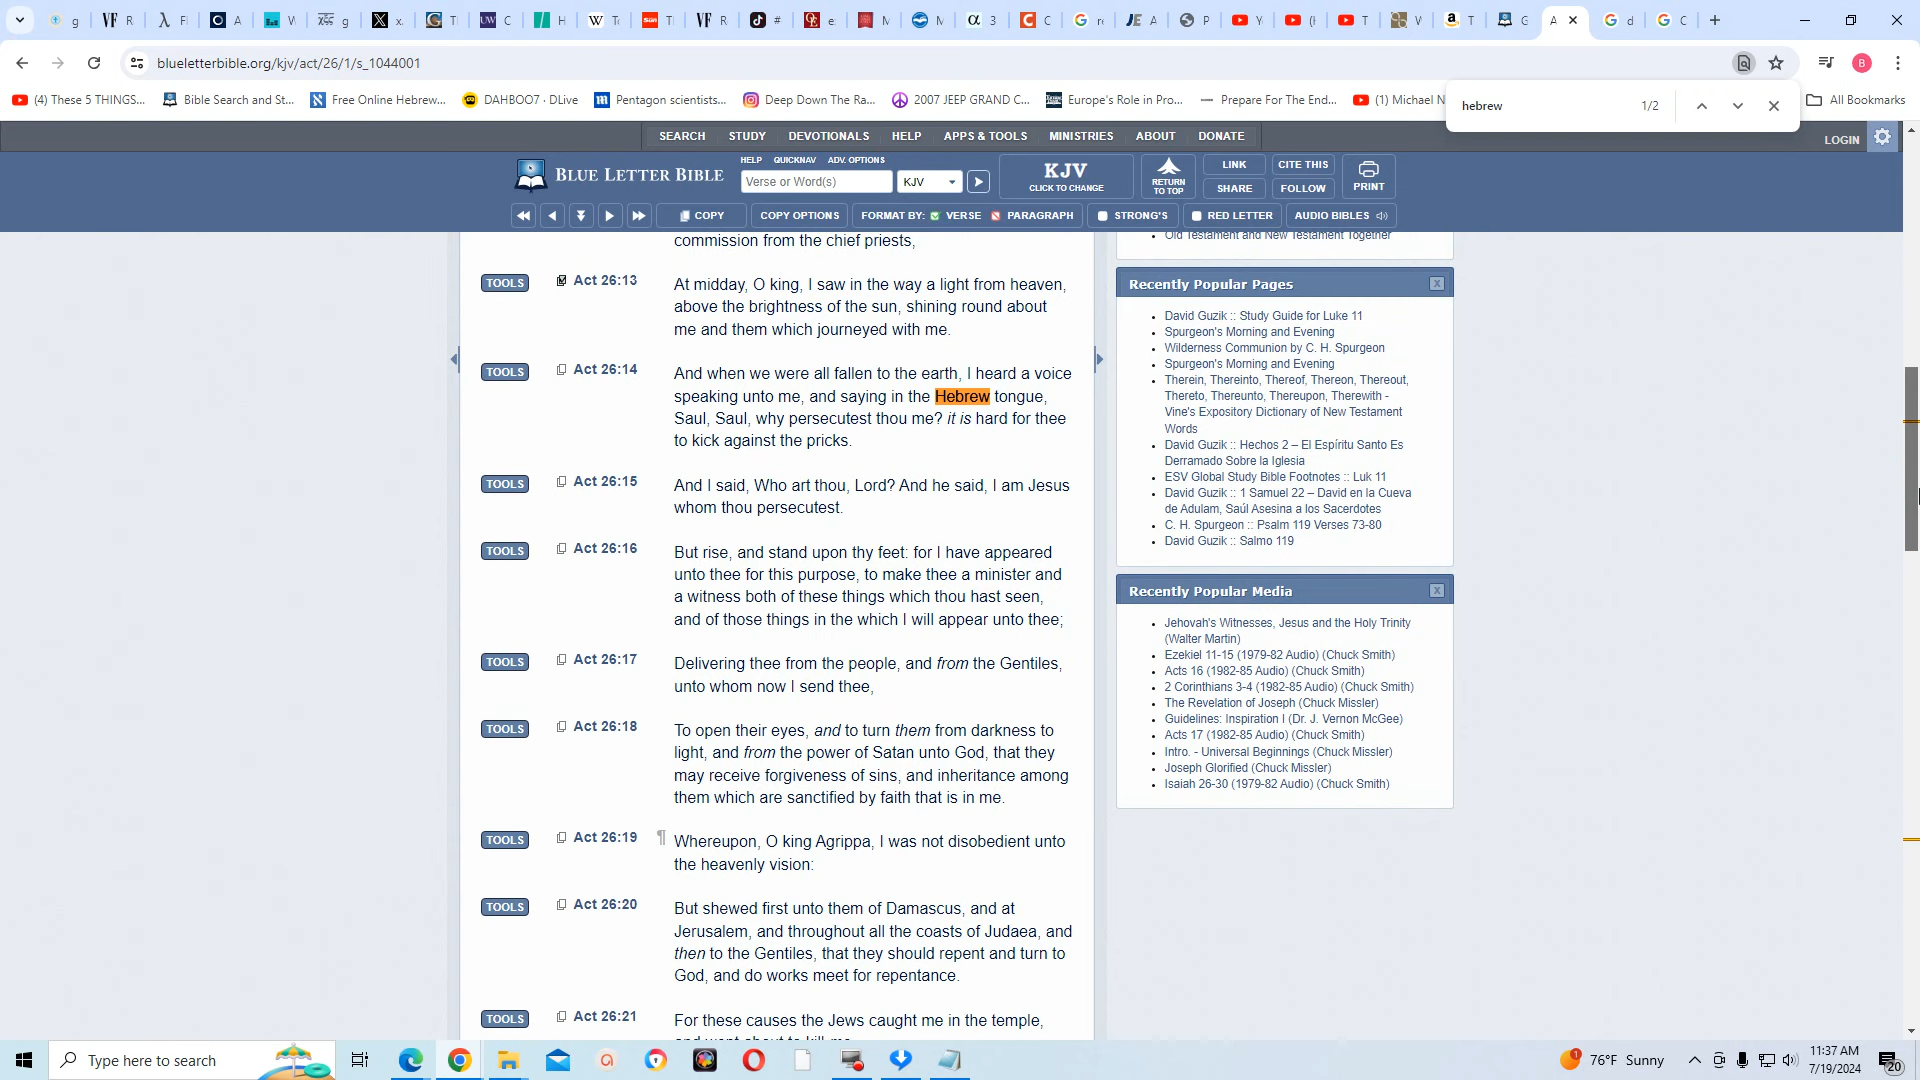 g
V R
F
A
V
g
x.
T
C
H
T
T
R
#
e
M
M
3
C
r
A
P
Y
(
T
V
T
G
A
d
C
blueletterbible.org/kjv/act/26/1/s_1044001
B
(4) These 5 THINGS...
Bible Search and St...
Free Online Hebrew...
DAHBOO7 · DLive
Pentagon scientists...
Deep Down The Ra...
2007 JEEP GRAND C...
Europe's Role in Pro...
Prepare For The End...
(1) Michael N
All Bookmarks
hebrew
1/2
SEARCH STUDY DEVOTIONALS HELP APPS & TOOLS MINISTRIES ABOUT DONATE
LOGIN
BLUE LETTER BIBLE
HELP QUICKNAV ADV. OPTIONS
Verse or Word(s)
KJV
KJV
CLICK TO CHANGE
RETURN
TO TOP
LINK
CITE THIS
SHARE
FOLLOW
PRINT
COPY
COPY OPTIONS
FORMAT BY: VERSE PARAGRAPH
STRONG'S
RED LETTER
AUDIO BIBLES
commission from the chief priests,
TOOLS
Act 26:13
At midday, O king, I saw in the way a light from heaven,
above the brightness of the sun, shining round about
me and them which journeyed with me.
TOOLS
Act 26:14
And when we were all fallen to the earth, I heard a voice
speaking unto me, and saying in the Hebrew tongue,
Saul, Saul, why persecutest thou me? it is hard for thee
to kick against the pricks.
TOOLS
Act 26:15
And I said, Who art thou, Lord? And he said, I am Jesus
whom thou persecutest.
TOOLS
Act 26:16
But rise, and stand upon thy feet: for I have appeared
unto thee for this purpose, to make thee a minister and
a witness both of these things which thou hast seen,
and of those things in the which I will appear unto thee;
TOOLS
Act 26:17
Delivering thee from the people, and from the Gentiles,
unto whom now I send thee,
TOOLS
Act 26:18
To open their eyes, and to turn them from darkness to
light, and from the power of Satan unto God, that they
may receive forgiveness of sins, and inheritance among
them which are sanctified by faith that is in me.
TOOLS
Act 26:19
¶ Whereupon, O king Agrippa, I was not disobedient unto
the heavenly vision:
TOOLS
Act 26:20
But shewed first unto them of Damascus, and at
Jerusalem, and throughout all the coasts of Judaea, and
then to the Gentiles, that they should repent and turn to
God, and do works meet for repentance.
TOOLS
Act 26:21
For these causes the Jews caught me in the temple,
Old Testament and New Testament Together
Recently Popular Pages
x
David Guzik :: Study Guide for Luke 11
Spurgeon's Morning and Evening
Wilderness Communion by C. H. Spurgeon
Spurgeon's Morning and Evening
Therein, Thereinto, Thereof, Thereon, Thereout,
Thereto, Thereunto, Thereupon, Therewith -
Vine's Expository Dictionary of New Testament
Words
David Guzik :: Hechos 2 – El Espíritu Santo Es
Derramado Sobre la Iglesia
ESV Global Study Bible Footnotes :: Luk 11
David Guzik :: 1 Samuel 22 – David en la Cueva
de Adulam, Saúl Asesina a los Sacerdotes
C. H. Spurgeon :: Psalm 119 Verses 73-80
David Guzik :: Salmo 119
Recently Popular Media
x
Jehovah's Witnesses, Jesus and the Holy Trinity
(Walter Martin)
Ezekiel 11-15 (1979-82 Audio) (Chuck Smith)
Acts 16 (1982-85 Audio) (Chuck Smith)
2 Corinthians 3-4 (1982-85 Audio) (Chuck Smith)
The Revelation of Joseph (Chuck Missler)
Guidelines: Inspiration I (Dr. J. Vernon McGee)
Acts 17 (1982-85 Audio) (Chuck Smith)
Intro. - Universal Beginnings (Chuck Missler)
Joseph Glorified (Chuck Missler)
Isaiah 26-30 (1979-82 Audio) (Chuck Smith)
Type here to search
76°F Sunny
11:37 AM
7/19/2024
20